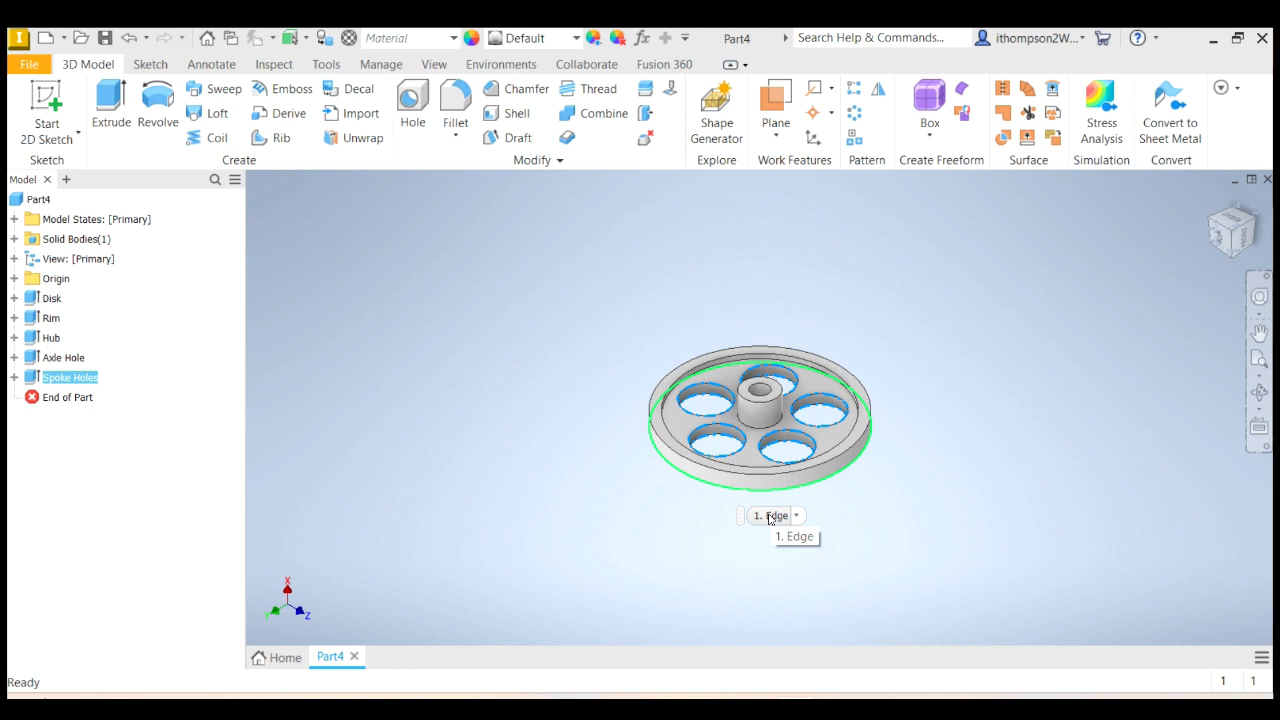 I Material Default fx Part4 Search Help & Commands... ithompson2W...
File 3D Model Sketch Annotate Inspect Tools Manage View Environments Collaborate Fusion 360
Start 2D Sketch Extrude Revolve Sweep Loft Coil Emboss Derive Rib Decal Import Unwrap Hole Fillet Chamfer Shell Draft Thread Combine Shape Generator Plane Box Stress Analysis Convert to Sheet Metal
Sketch Create Modify Explore Work Features Pattern Create Freeform Surface Simulation Convert
Model
Part4
Model States: [Primary]
Solid Bodies(1)
View: [Primary]
Origin
Disk
Rim
Hub
Axle Hole
Spoke Holes
End of Part
1. Edge
1. Edge
X
Y
Z
Home Part4
Ready 1 1